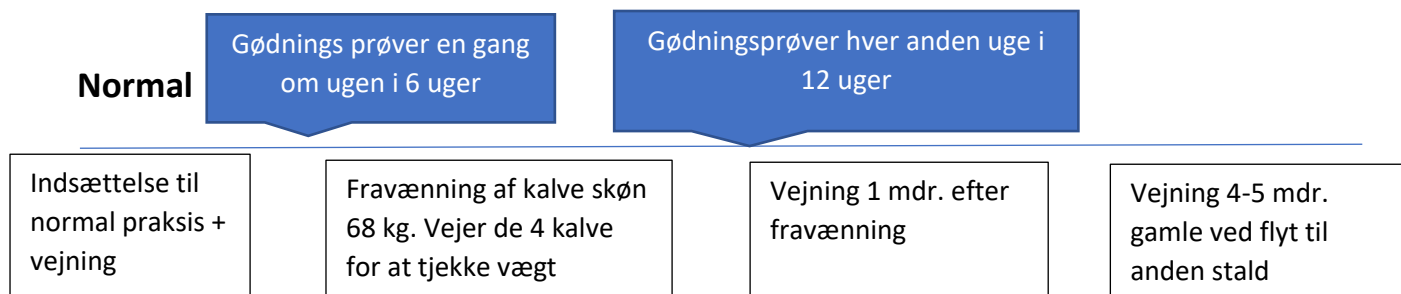 Normal
Gødnings prøver en gang
om ugen i 6 uger
Gødningsprøver hver anden uge i
12 uger
Indsættelse til
normal praksis +
vejning
Fravænning af kalve skøn
68 kg. Vejer de 4 kalve
for at tjekke vægt
Vejning 1 mdr. efter
fravænning
Vejning 4-5 mdr.
gamle ved flyt til
anden stald